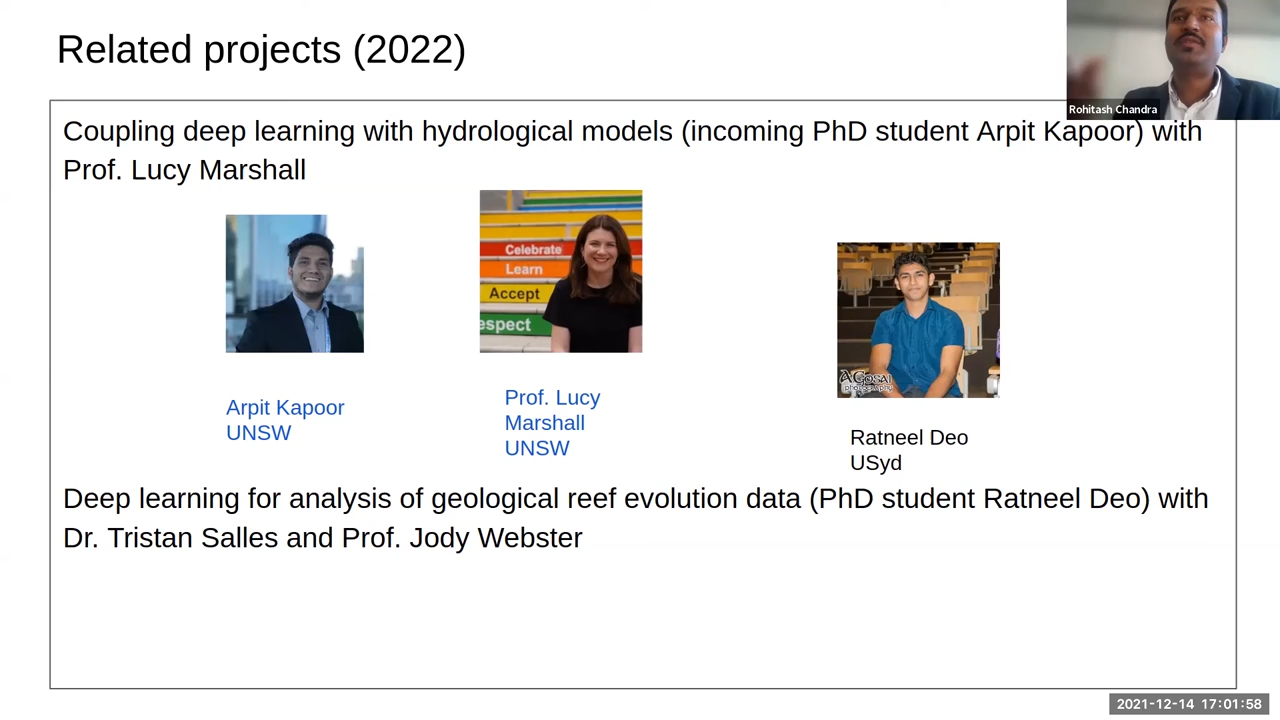 Related projects (2022)
Rohitash Chandra
Coupling deep learning with hydrological models (incoming PhD student Arpit Kapoor) with
Prof. Lucy Marshall
Celebrate
Learn
Accept
espect
AGosai
photography
Arpit Kapoor
UNSW
Prof. Lucy
Marshall
UNSW
Ratneel Deo
USyd
Deep learning for analysis of geological reef evolution data (PhD student Ratneel Deo) with
Dr. Tristan Salles and Prof. Jody Webster
2021-12-14 17:01:58